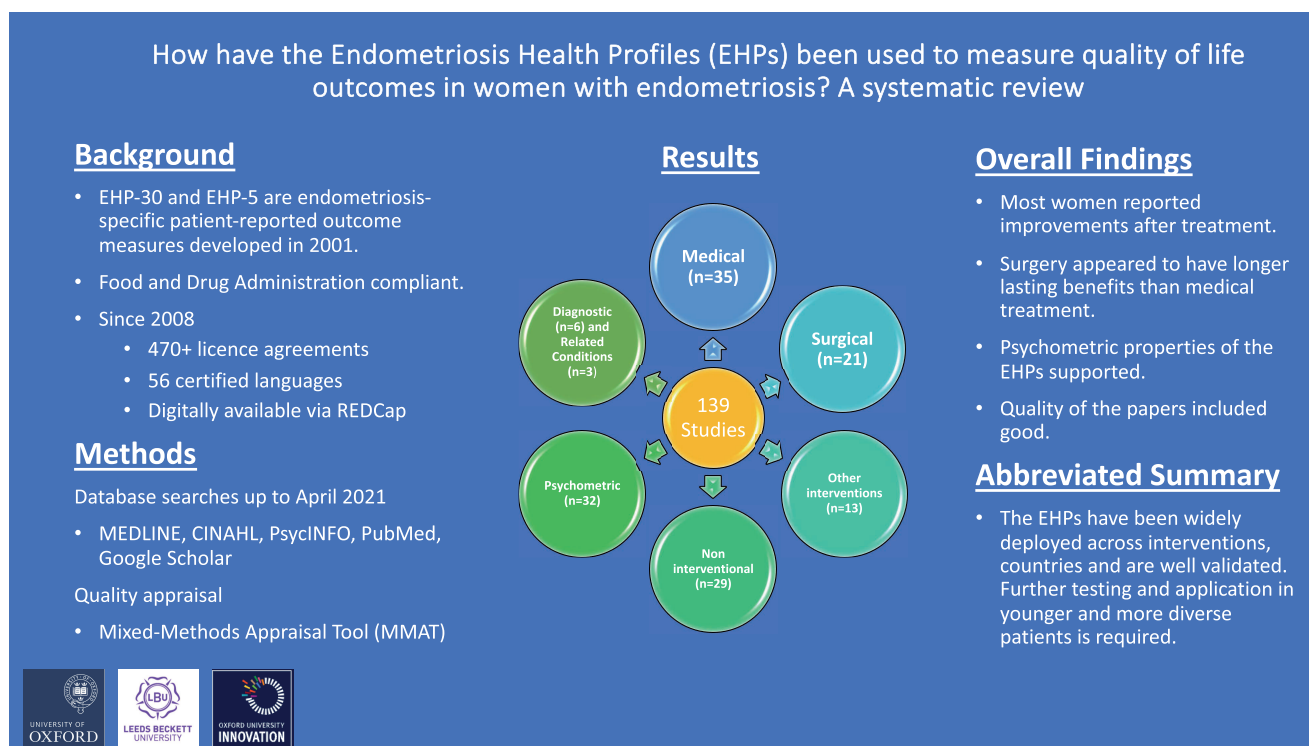 How have the Endometriosis Health Profiles (EHPs) been used to measure quality of life
outcomes in women with endometriosis? A systematic review
Background
• EHP-30 and EHP-5 are endometriosis-
specific patient-reported outcome
measures developed in 2001.
• Food and Drug Administration compliant.
• Since 2008
• 470+ licence agreements
• 56 certified languages
• Digitally available via REDCap
Methods
Database searches up to April 2021
• MEDLINE, CINAHL, PsycINFO, PubMed,
Google Scholar
Quality appraisal
• Mixed-Methods Appraisal Tool (MMAT)
Results
Medical
(n=35)
Surgical
(n=21)
Other
interventions
(n=13)
Non
interventional
(n=29)
Psychometric
(n=32)
Diagnostic
(n=6) and
Related
Conditions
(n=3)
139
Studies
Overall Findings
• Most women reported
improvements after treatment.
• Surgery appeared to have longer
lasting benefits than medical
treatment.
• Psychometric properties of the
EHPs supported.
• Quality of the papers included
good.
Abbreviated Summary
• The EHPs have been widely
deployed across interventions,
countries and are well validated.
Further testing and application in
younger and more diverse
patients is required.
UNIVERSITY OF
OXFORD
LBU
LEEDS BECKETT
UNIVERSITY
OXFORD UNIVERSITY
INNOVATION